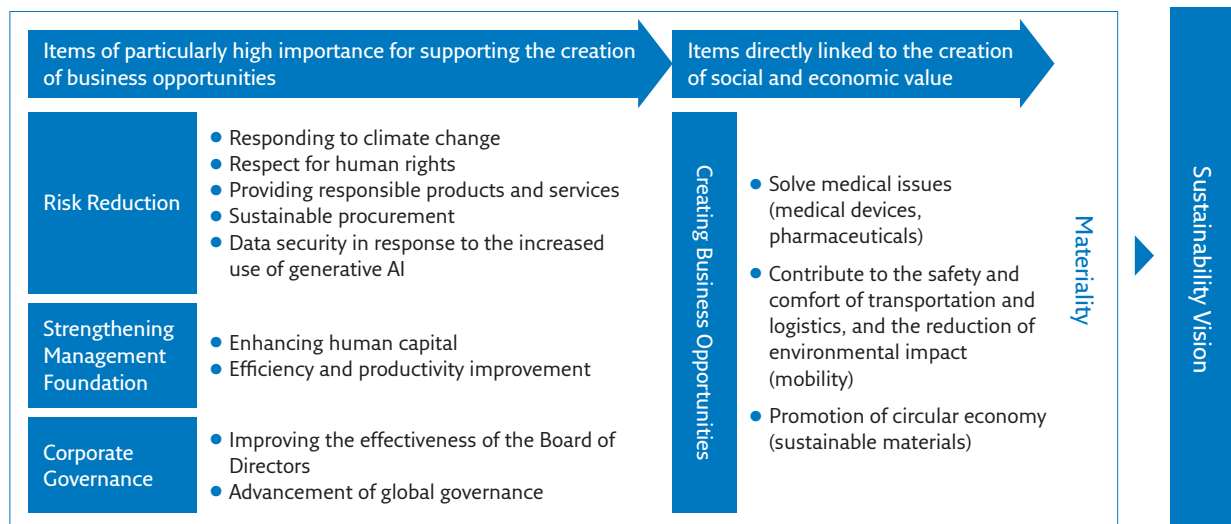 Items of particularly high importance for supporting the creation
of business opportunities
Items directly linked to the creation
of social and economic value
Risk Reduction
● Responding to climate change
● Respect for human rights
● Providing responsible products and services
● Sustainable procurement
● Data security in response to the increased
use of generative AI
Strengthening
Management
Foundation
● Enhancing human capital
● Efficiency and productivity improvement
Corporate
Governance
● Improving the effectiveness of the Board of
Directors
● Advancement of global governance
Creating Business Opportunities
● Solve medical issues
(medical devices,
pharmaceuticals)
● Contribute to the safety and
comfort of transportation and
logistics, and the reduction of
environmental impact
(mobility)
● Promotion of circular economy
(sustainable materials)
Materiality
Sustainability Vision